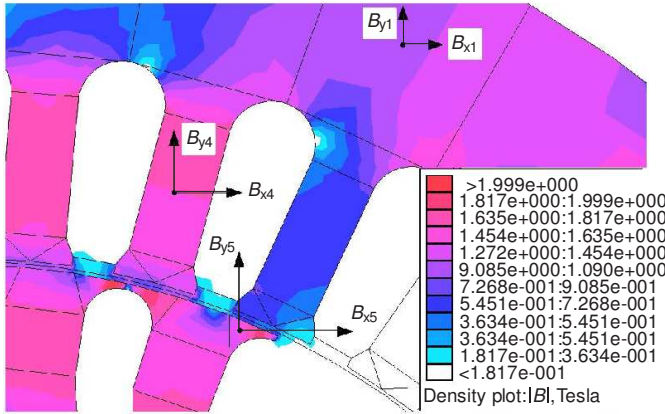 By1
Bx1
By4
Bx4
By5
Bx5
>1.999e+000
1.817e+000:1.999e+000
1.635e+000:1.817e+000
1.454e+000:1.635e+000
1.272e+000:1.454e+000
9.085e+000:1.090e+000
7.268e-001:9.085e-001
5.451e-001:7.268e-001
3.634e-001:5.451e-001
3.634e-001:5.451e-001
1.817e-001:3.634e-001
<1.817e-001
Density plot:|B|,Tesla